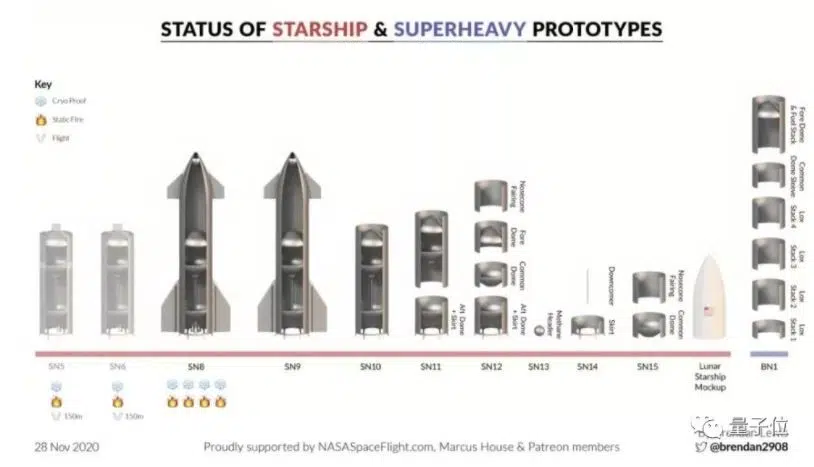 STATUS OF STARSHIP & SUPERHEAVY PROTOTYPES
Key
Cryo Proof
Static Fire
Flight
Nosecone Fairing
Fore Dome
Common Dome
Aft Dome + Skirt
Aft Dome + Skirt
Methane Header
Downcomer
Skirt
Nosecone Fairing
Common Dome
Fore Dome & Fuel Stack
Common Dome Sleeve
Lox Stack 4
Lox Stack 3
Lox Stack 2
Lox Stack 1
SN5
SN6
SN8
SN9
SN10
SN11
SN12
SN13
SN14
SN15
Lunar Starship Mockup
BN1
150m
150m
28 Nov 2020
Proudly supported by NASASpaceFlight.com, Marcus House & Patreon members
量子位
@brendan2908